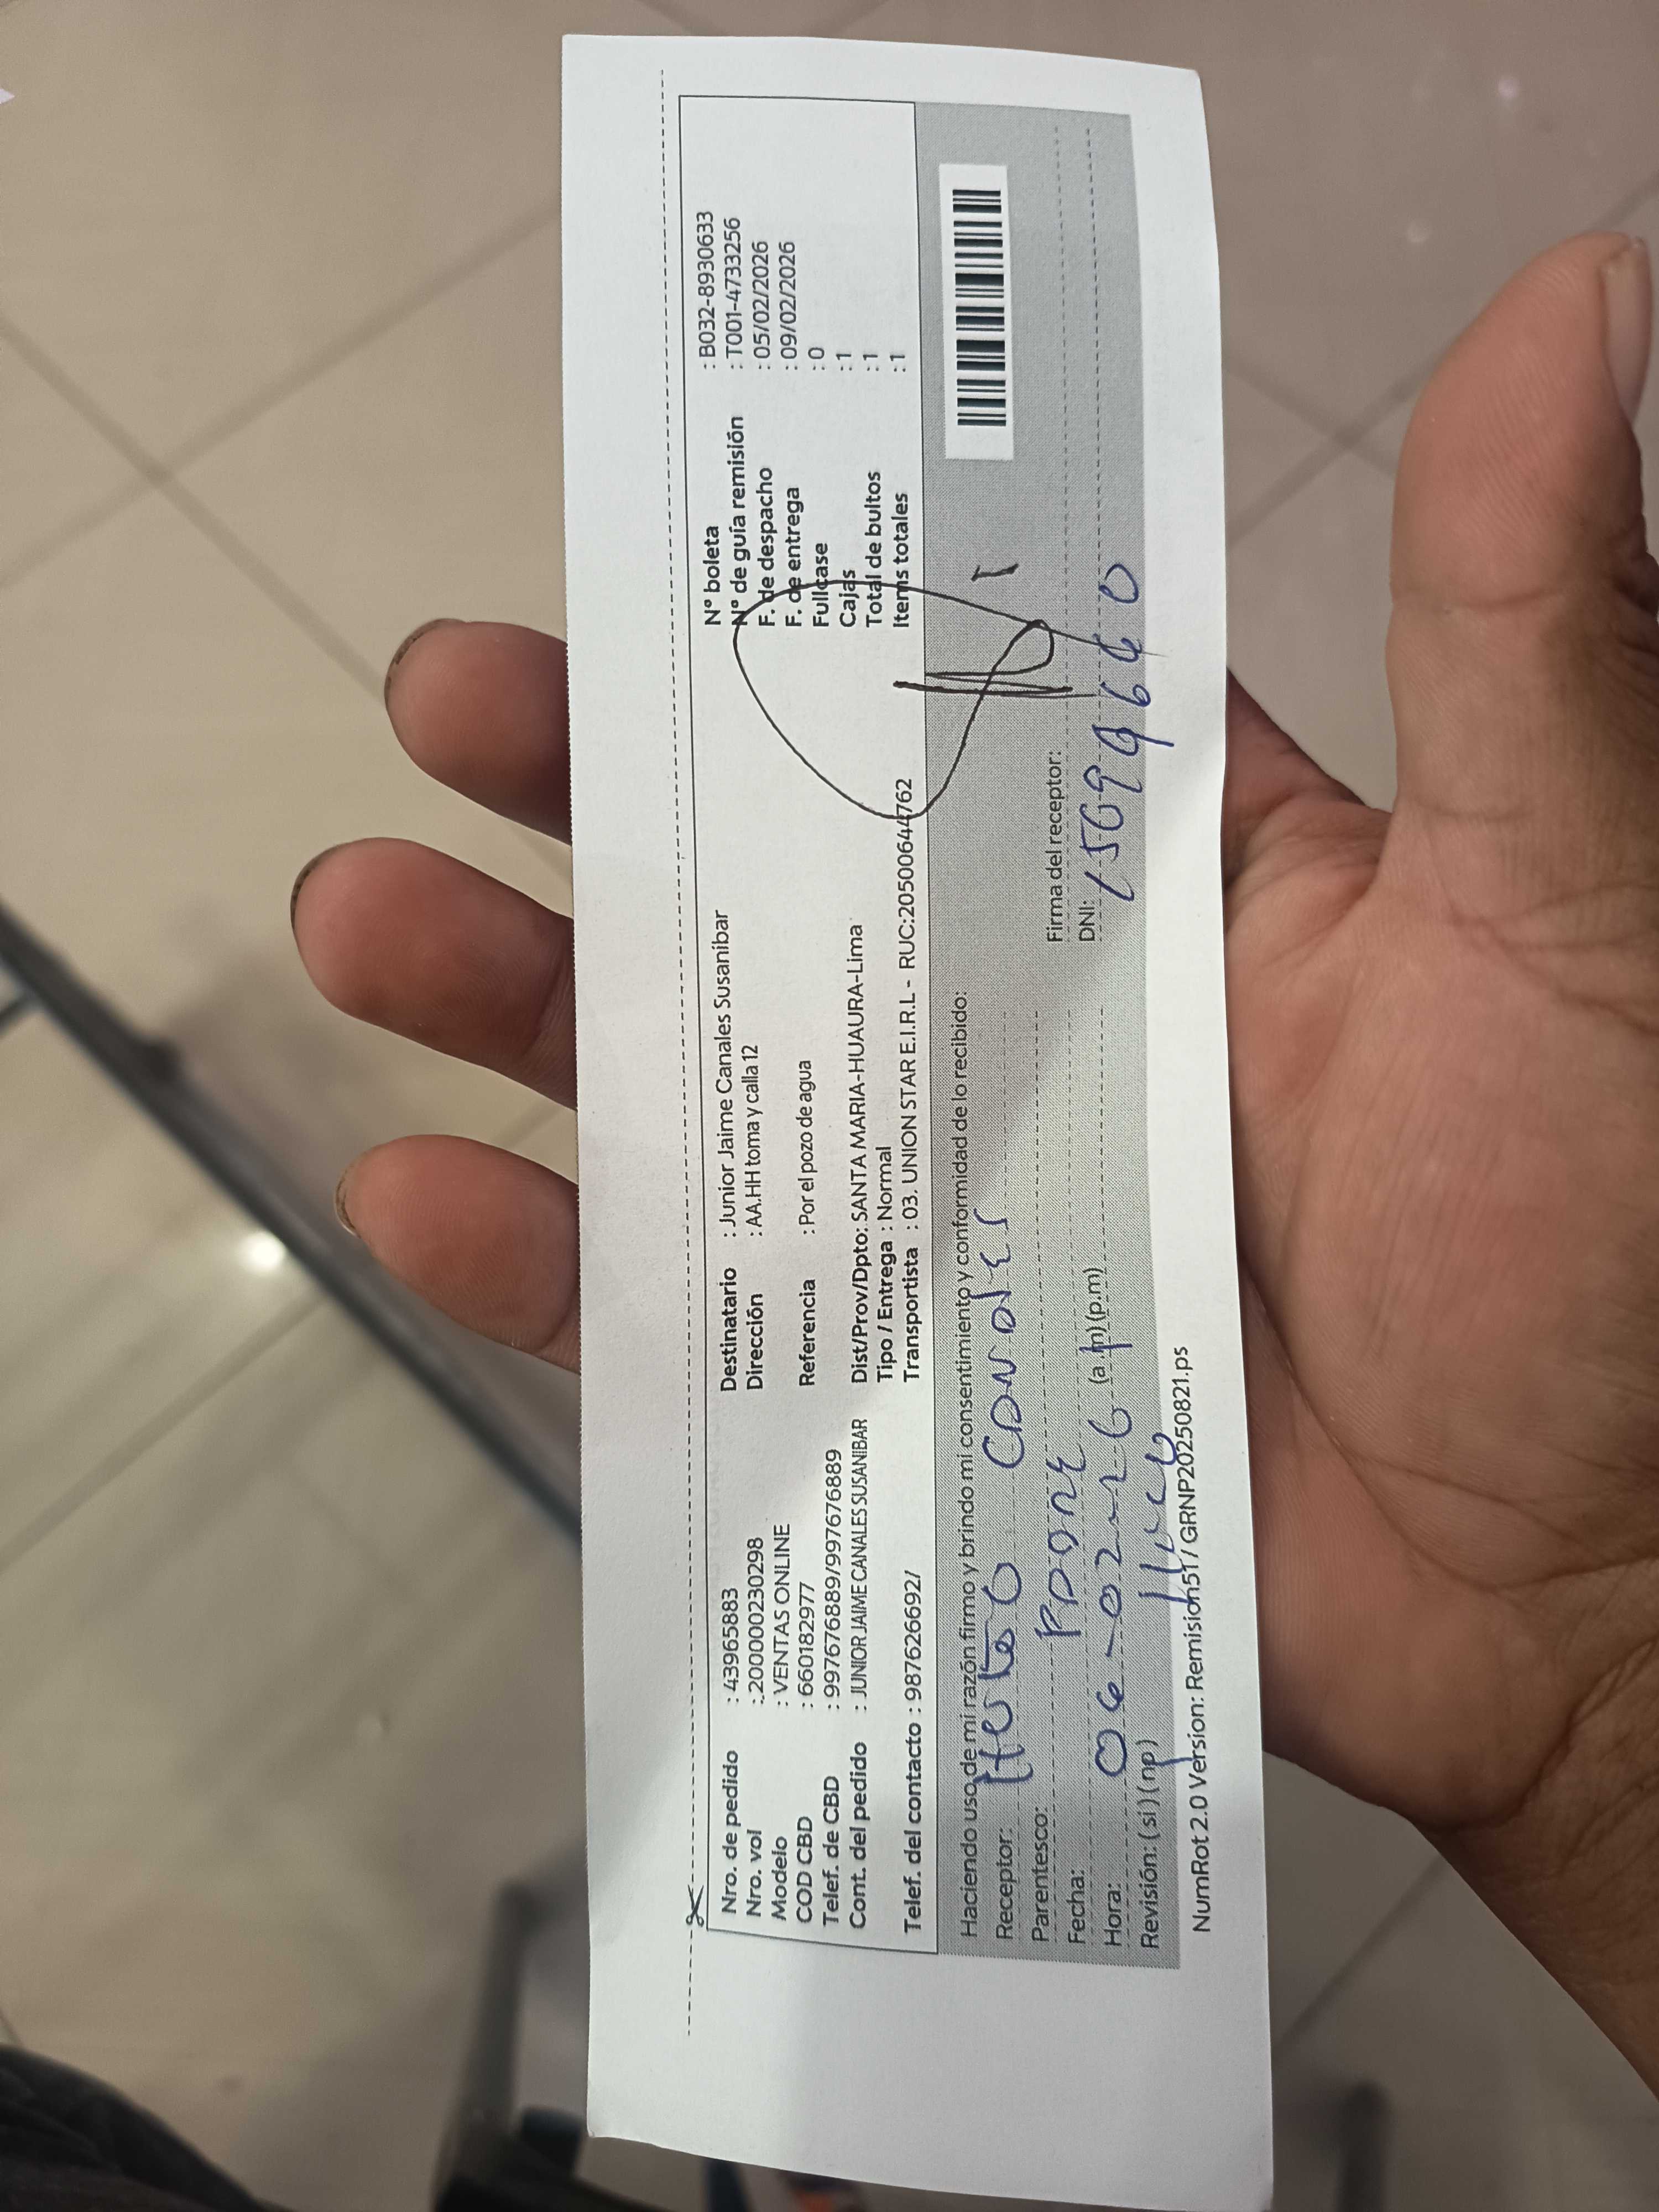 Nro. de pedido : 43965883
Nro. vol : 200000230298
Modelo : VENTAS ONLINE
COD CBD : 660182977
Telef. de CBD : 997676889/997676889
Cont. del pedido : JUNIOR JAIME CANALES SUSANIBAR
Telef. del contacto : 987626692/
Destinatario : Junior Jaime Canales Susanibar
Dirección : AA.HH toma y calla 12
Referencia : Por el pozo de agua
Dist/Prov/Dpto: SANTA MARIA-HUAURA-Lima
Tipo / Entrega : Normal
Transportista : 03. UNION STAR E.I.R.L - RUC:20500644762
N° boleta : B032-8930633
N° de guía remisión : T001-4733256
F. de despacho : 05/02/2026
F. de entrega : 09/02/2026
Fullcase : 0
Cajas : 1
Total de bultos : 1
Items totales : 1
Haciendo uso de mi razón firmo y brindo mi consentimiento y conformidad de lo recibido:
Receptor:
Parentesco: padre
Fecha:
Hora: (a.m) (p.m)
Revisión: (si) (no)
Firma del receptor:
DNI:
NumRot 2.0 Version: Remision51 / GRNP20250821.ps